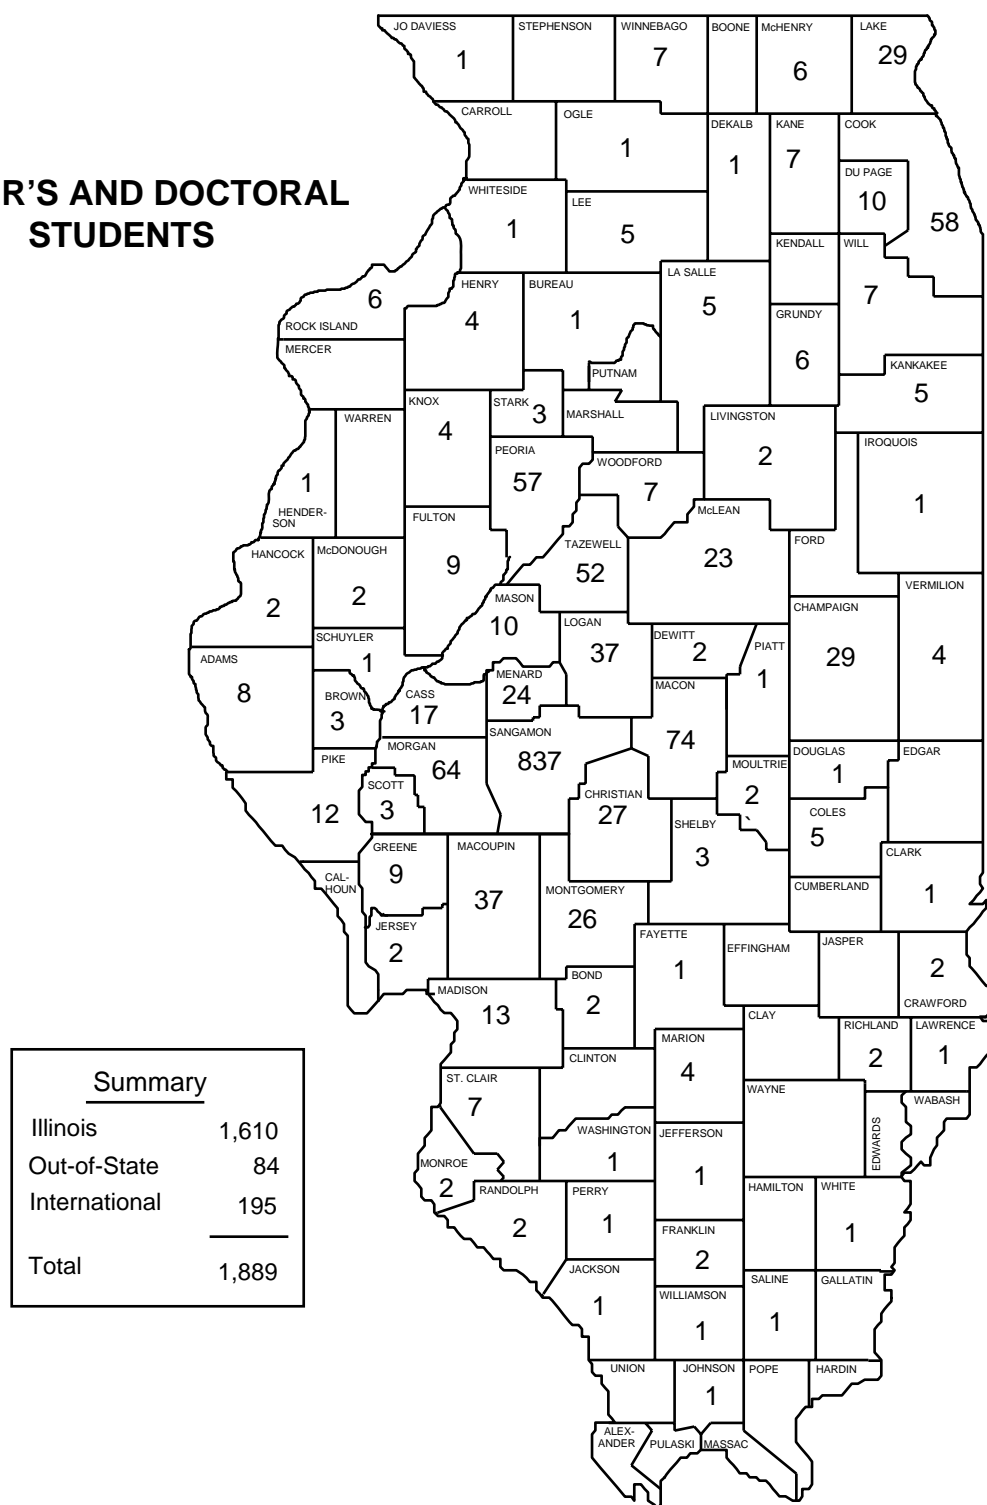 JO DAVIESS
1
STEPHENSON
WINNEBAGO
7
BOONE
McHENRY
6
LAKE
29
CARROLL
OGLE
1
DEKALB
1
KANE
7
COOK
58
DU PAGE
10
R'S AND DOCTORAL
STUDENTS
WHITESIDE
1
LEE
5
KENDALL
WILL
7
ROCK ISLAND
6
HENRY
4
BUREAU
1
LA SALLE
5
GRUNDY
6
MERCER
PUTNAM
KANKAKEE
5
KNOX
4
STARK
3
MARSHALL
LIVINGSTON
2
WARREN
HENDER-
SON
1
PEORIA
57
WOODFORD
7
IROQUOIS
1
FULTON
9
McLEAN
23
FORD
HANCOCK
2
McDONOUGH
2
TAZEWELL
52
VERMILION
4
MASON
10
LOGAN
37
DEWITT
2
PIATT
1
CHAMPAIGN
29
SCHUYLER
1
ADAMS
8
BROWN
3
CASS
17
MENARD
24
MACON
74
SANGAMON
837
PIKE
12
MORGAN
64
SCOTT
3
CHRISTIAN
27
MOULTRIE
2
`
DOUGLAS
1
EDGAR
COLES
5
SHELBY
3
GREENE
9
MACOUPIN
37
MONTGOMERY
26
CLARK
1
CUMBERLAND
CAL-
HOUN
JERSEY
2
FAYETTE
1
EFFINGHAM
JASPER
CRAWFORD
2
BOND
2
MADISON
13
CLAY
RICHLAND
2
LAWRENCE
1
MARION
4
CLINTON
ST. CLAIR
7
WAYNE
EDWARDS
WABASH
WASHINGTON
1
JEFFERSON
1
MONROE
2
RANDOLPH
2
PERRY
1
HAMILTON
WHITE
1
FRANKLIN
2
JACKSON
1
WILLIAMSON
1
SALINE
1
GALLATIN
UNION
JOHNSON
1
POPE
HARDIN
ALEX-
ANDER
PULASKI
MASSAC
Summary
Illinois 1,610
Out-of-State 84
International 195
Total 1,889